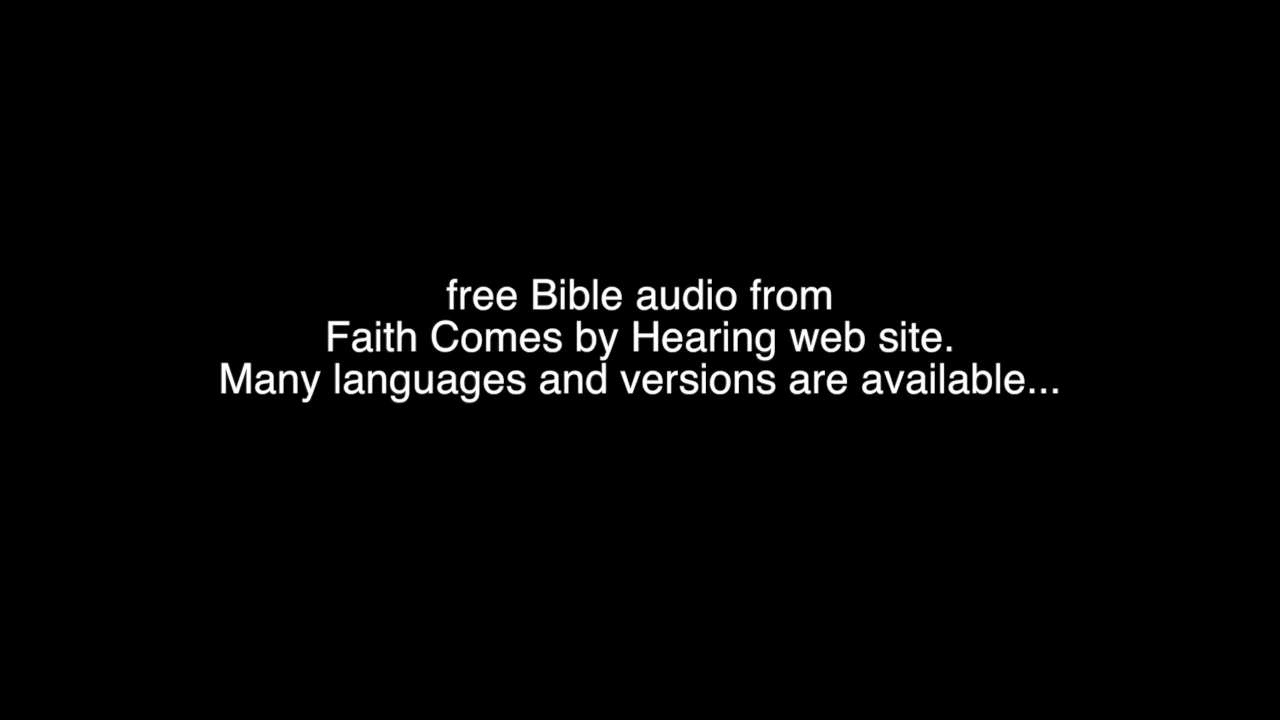 free Bible audio from
Faith Comes by Hearing web site.
Many languages and versions are available...